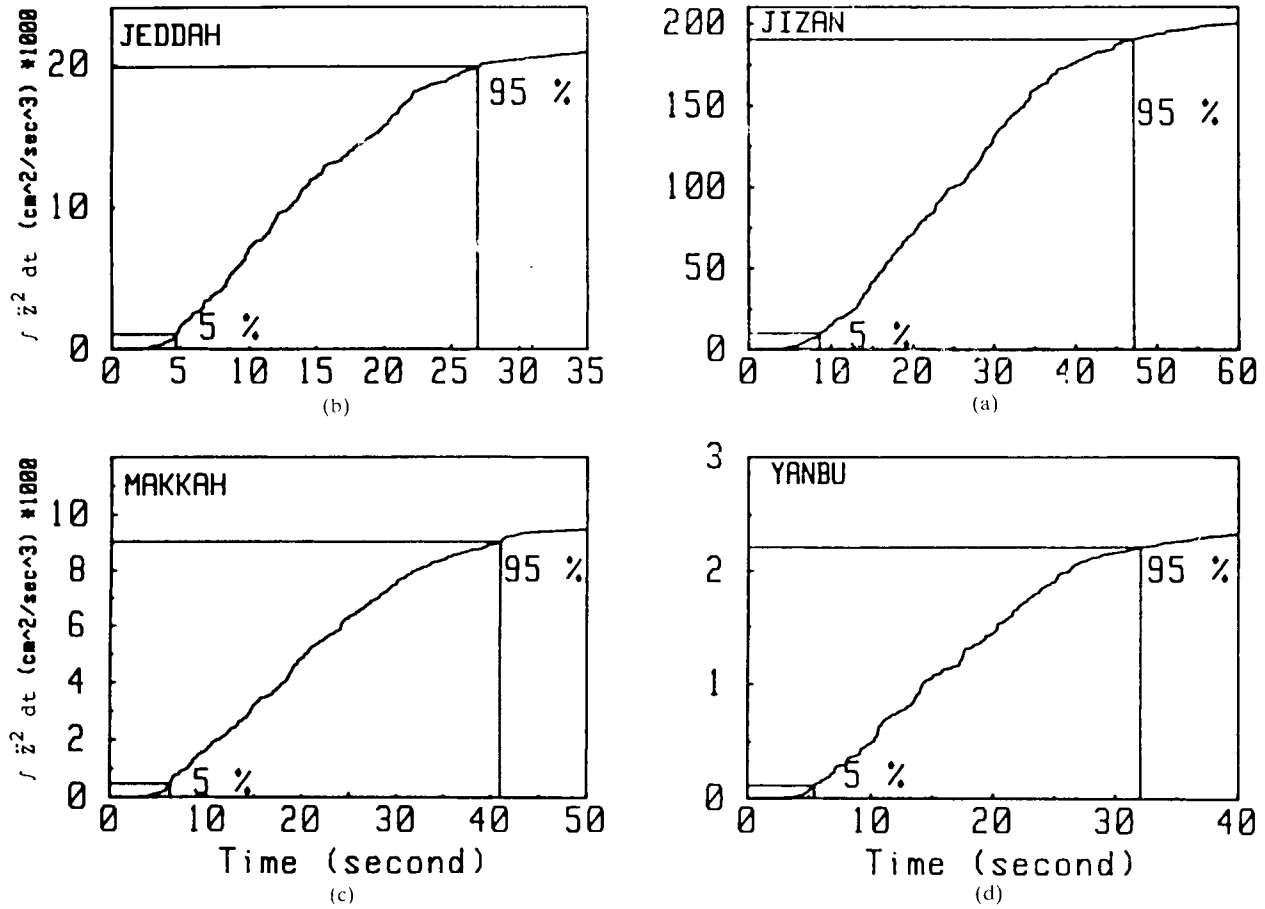 ∫ Z̈² dt (cm^2/sec^3) *1000
JEDDAH
20
10
0
95 %
5 %
0 5 10 15 20 25 30 35
(b)
JIZAN
200
150
100
50
0
95 %
5 %
0 10 20 30 40 50 60
(a)
∫ Z̈² dt (cm^2/sec^3) *1000
MAKKAH
10
8
6
4
2
0
95 %
5 %
0 10 20 30 40 50
Time (second)
(c)
YANBU
3
2
1
0
95 %
5 %
0 10 20 30 40
Time (second)
(d)